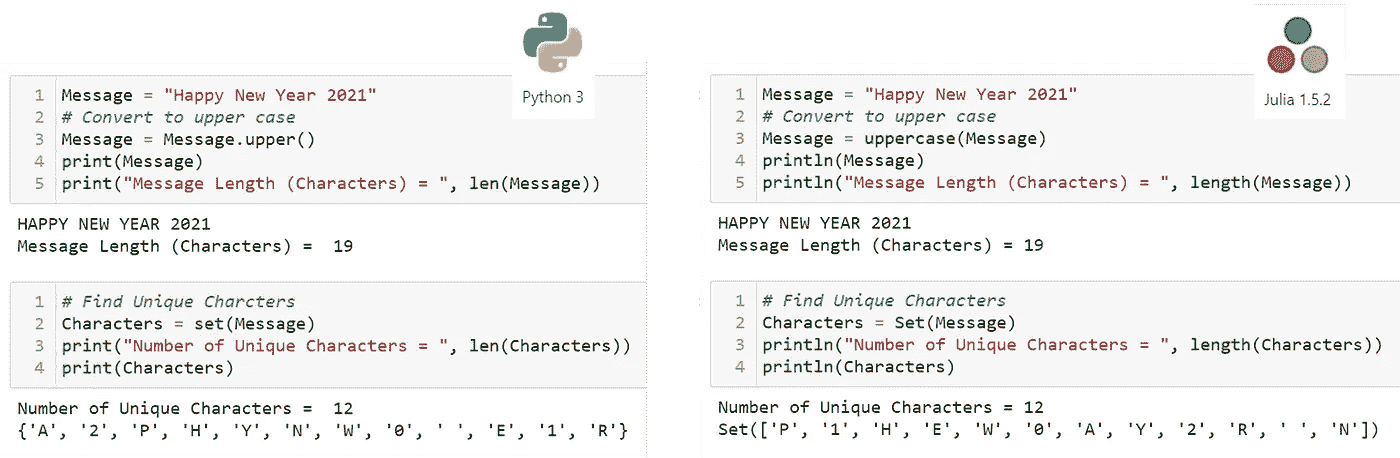 Python 3
1 Message = "Happy New Year 2021"
2 # Convert to upper case
3 Message = Message.upper()
4 print(Message)
5 print("Message Length (Characters) = ", len(Message))
HAPPY NEW YEAR 2021
Message Length (Characters) =  19
1 # Find Unique Charcters
2 Characters = set(Message)
3 print("Number of Unique Characters = ", len(Characters))
4 print(Characters)
Number of Unique Characters =  12
{'A', '2', 'P', 'H', 'Y', 'N', 'W', '0', ' ', 'E', '1', 'R'}
Julia 1.5.2
1 Message = "Happy New Year 2021"
2 # Convert to upper case
3 Message = uppercase(Message)
4 println(Message)
5 println("Message Length (Characters) = ", length(Message))
HAPPY NEW YEAR 2021
Message Length (Characters) = 19
1 # Find Unique Characters
2 Characters = Set(Message)
3 println("Number of Unique Characters = ", length(Characters))
4 println(Characters)
Number of Unique Characters = 12
Set(['P', '1', 'H', 'E', 'W', '0', 'A', 'Y', '2', 'R', ' ', 'N'])